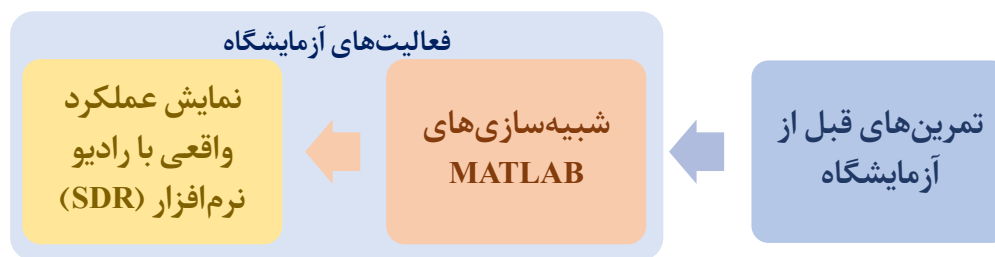 فعالیت‌های آزمایشگاه
تمرین‌های قبل از
آزمایشگاه
شبیه‌سازی‌های
MATLAB
نمایش عملکرد
واقعی با رادیو
نرم‌افزار (SDR)